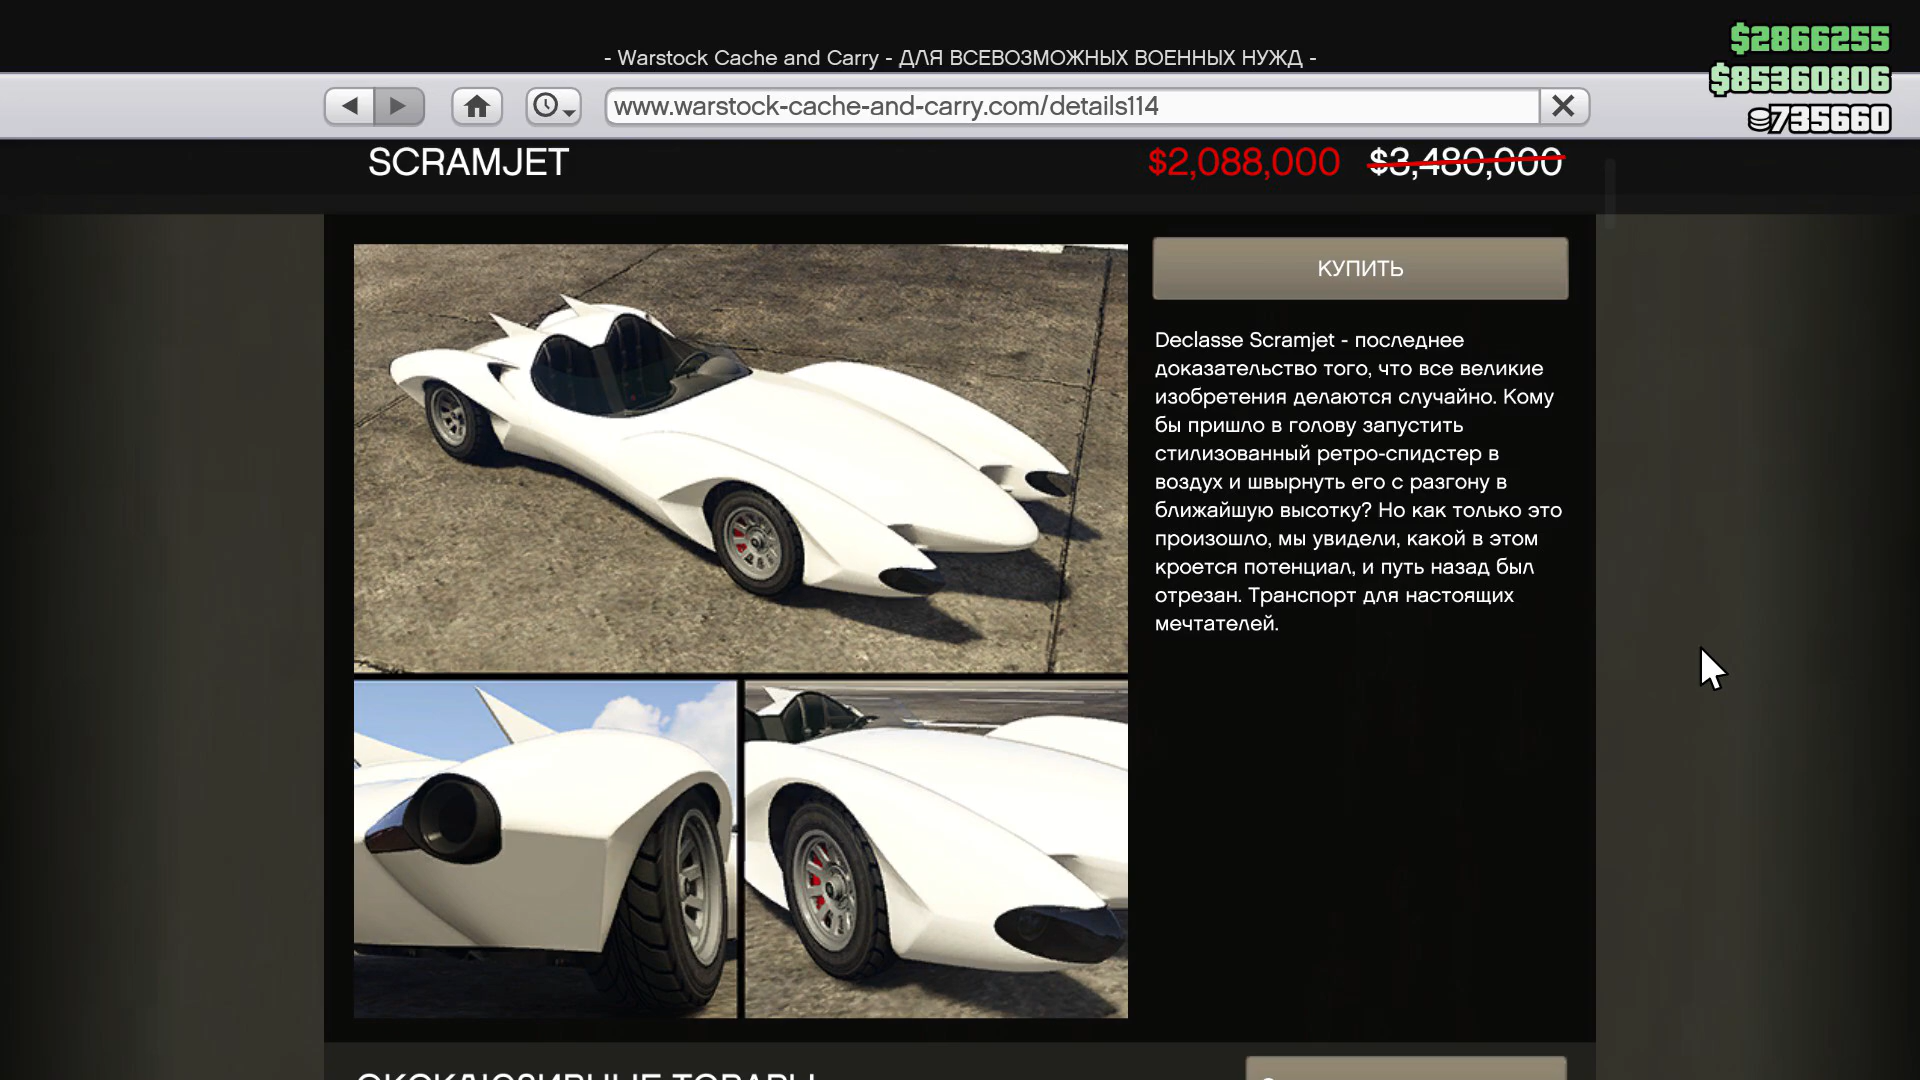 - Warstock Cache and Carry - ДЛЯ ВСЕВОЗМОЖНЫХ ВОЕННЫХ НУЖД -
$2866255
$85360806
735660
www.warstock-cache-and-carry.com/details114
SCRAMJET
$2,088,000 $3,480,000
КУПИТЬ
Declasse Scramjet - последнее
доказательство того, что все великие
изобретения делаются случайно. Кому
бы пришло в голову запустить
стилизованный ретро-спидстер в
воздух и швырнуть его с разгону в
ближайшую высотку? Но как только это
произошло, мы увидели, какой в этом
кроется потенциал, и путь назад был
отрезан. Транспорт для настоящих
мечтателей.
ЭКСКЛЮЗИВНЫЕ ТОВАРЫ